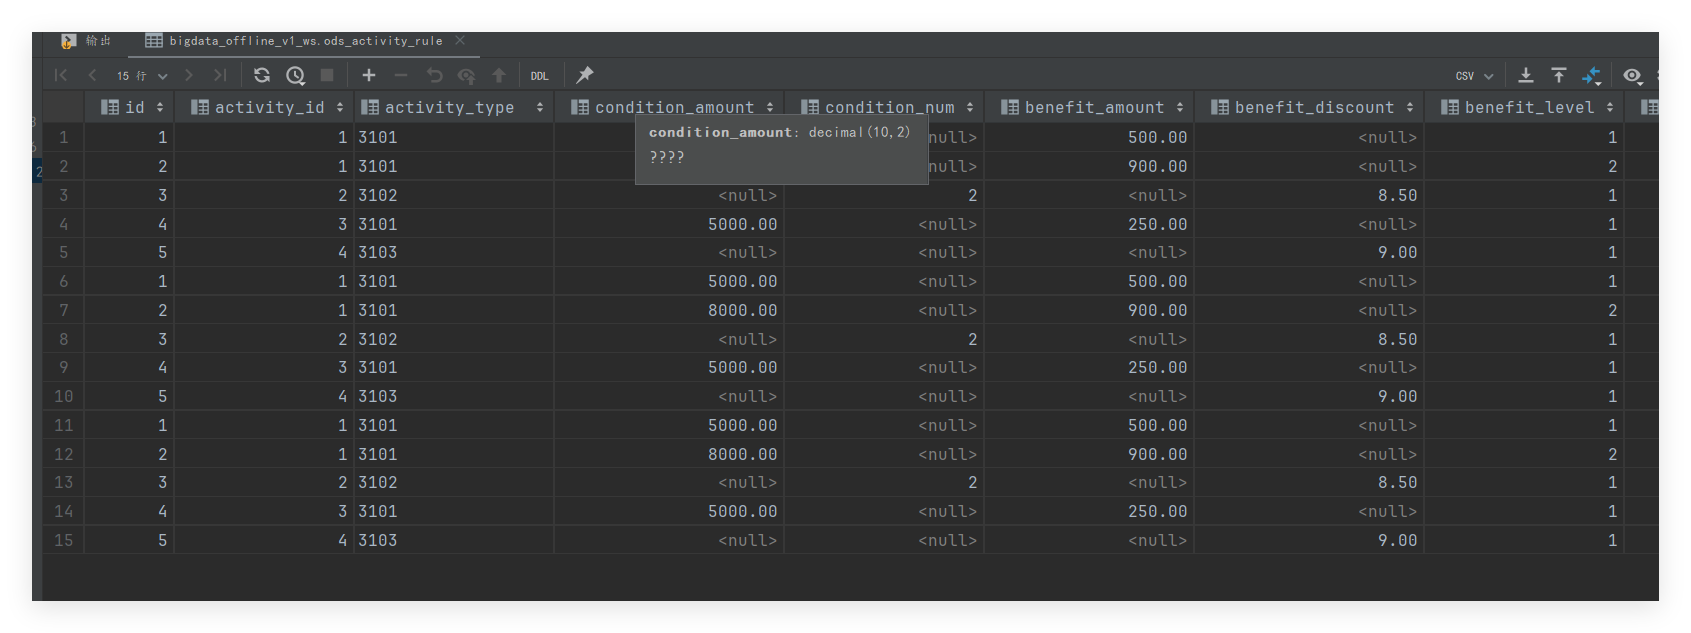 输出 bigdata_offline_v1_ws.ods_activity_rule
15 行 DDL CSV
id activity_id activity_type condition_amount condition_num benefit_amount benefit_discount benefit_level
condition_amount: decimal(10,2)
????
1 1 1 3101 null> 500.00 <null> 1
2 2 1 3101 null> 900.00 <null> 2
3 3 2 3102 <null> 2 <null> 8.50 1
4 4 3 3101 5000.00 <null> 250.00 <null> 1
5 5 4 3103 <null> <null> <null> 9.00 1
6 1 1 3101 5000.00 <null> 500.00 <null> 1
7 2 1 3101 8000.00 <null> 900.00 <null> 2
8 3 2 3102 <null> 2 <null> 8.50 1
9 4 3 3101 5000.00 <null> 250.00 <null> 1
10 5 4 3103 <null> <null> <null> 9.00 1
11 1 1 3101 5000.00 <null> 500.00 <null> 1
12 2 1 3101 8000.00 <null> 900.00 <null> 2
13 3 2 3102 <null> 2 <null> 8.50 1
14 4 3 3101 5000.00 <null> 250.00 <null> 1
15 5 4 3103 <null> <null> <null> 9.00 1